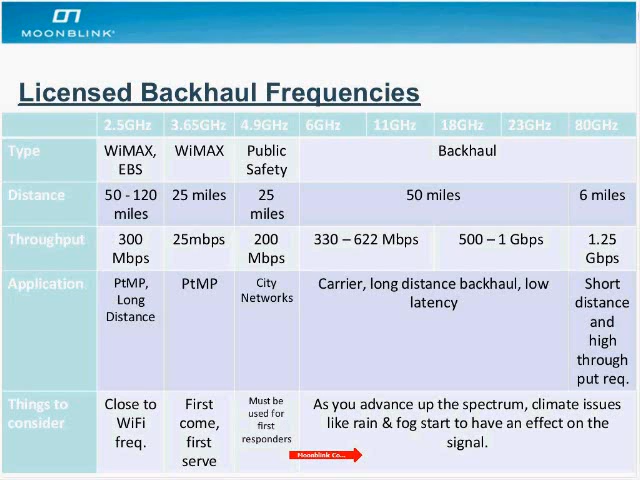 MOONBLINK
Licensed Backhaul Frequencies
2.5GHz 3.65GHz 4.9GHz 6GHz 11GHz 18GHz 23GHz 80GHz
Type WiMAX, EBS WiMAX Public Safety Backhaul
Distance 50 - 120 miles 25 miles 25 miles 50 miles 6 miles
Throughput 300 Mbps 25mbps 200 Mbps 330 – 622 Mbps 500 – 1 Gbps 1.25 Gbps
Application PtMP, Long Distance PtMP City Networks Carrier, long distance backhaul, low latency Short distance and high through put req.
Things to consider Close to WiFi freq. First come, first serve Must be used for first responders As you advance up the spectrum, climate issues like rain & fog start to have an effect on the signal.
Moonblink Co...